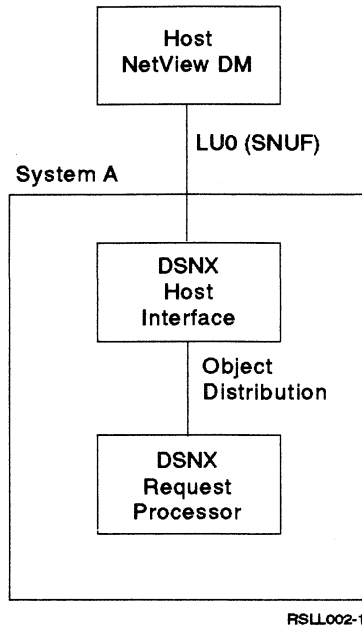 Host
NetView DM
LU0 (SNUF)
System A
DSNX
Host
Interface
Object
Distribution
DSNX
Request
Processor
RSLL002-1